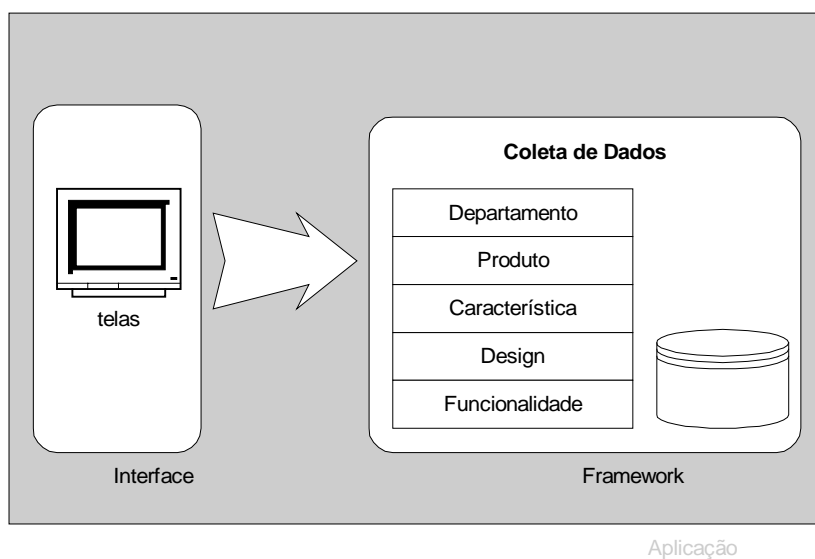 Coleta de Dados
Departamento
Produto
Característica
Design
Funcionalidade
telas
Interface
Framework
Aplicação